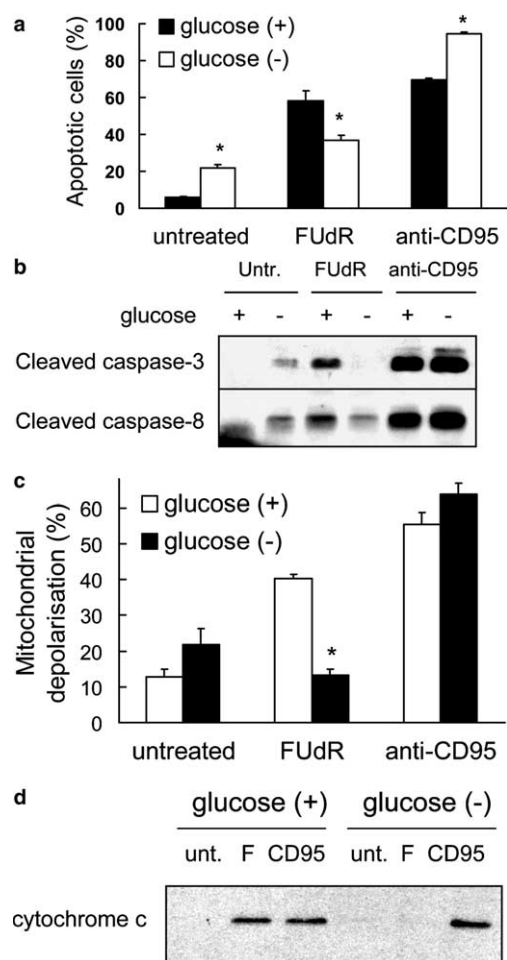 a
Apoptotic cells (%)
100
80
60
40
20
0
glucose (+)
glucose (-)
*
*
*
untreated FUdR anti-CD95
b
Untr. FUdR anti-CD95
glucose + - + - + -
Cleaved caspase-3
Cleaved caspase-8
c
Mitochondrial
depolarisation (%)
60
50
40
30
20
10
0
glucose (+)
glucose (-)
*
untreated FUdR anti-CD95
d
glucose (+) glucose (-)
unt. F CD95 unt. F CD95
cytochrome c